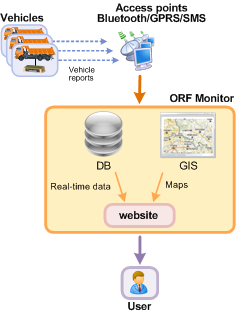 Vehicles
Access points
Bluetooth/GPRS/SMS
Vehicle
reports
ORF Monitor
DB
GIS
Real-time data
Maps
website
User